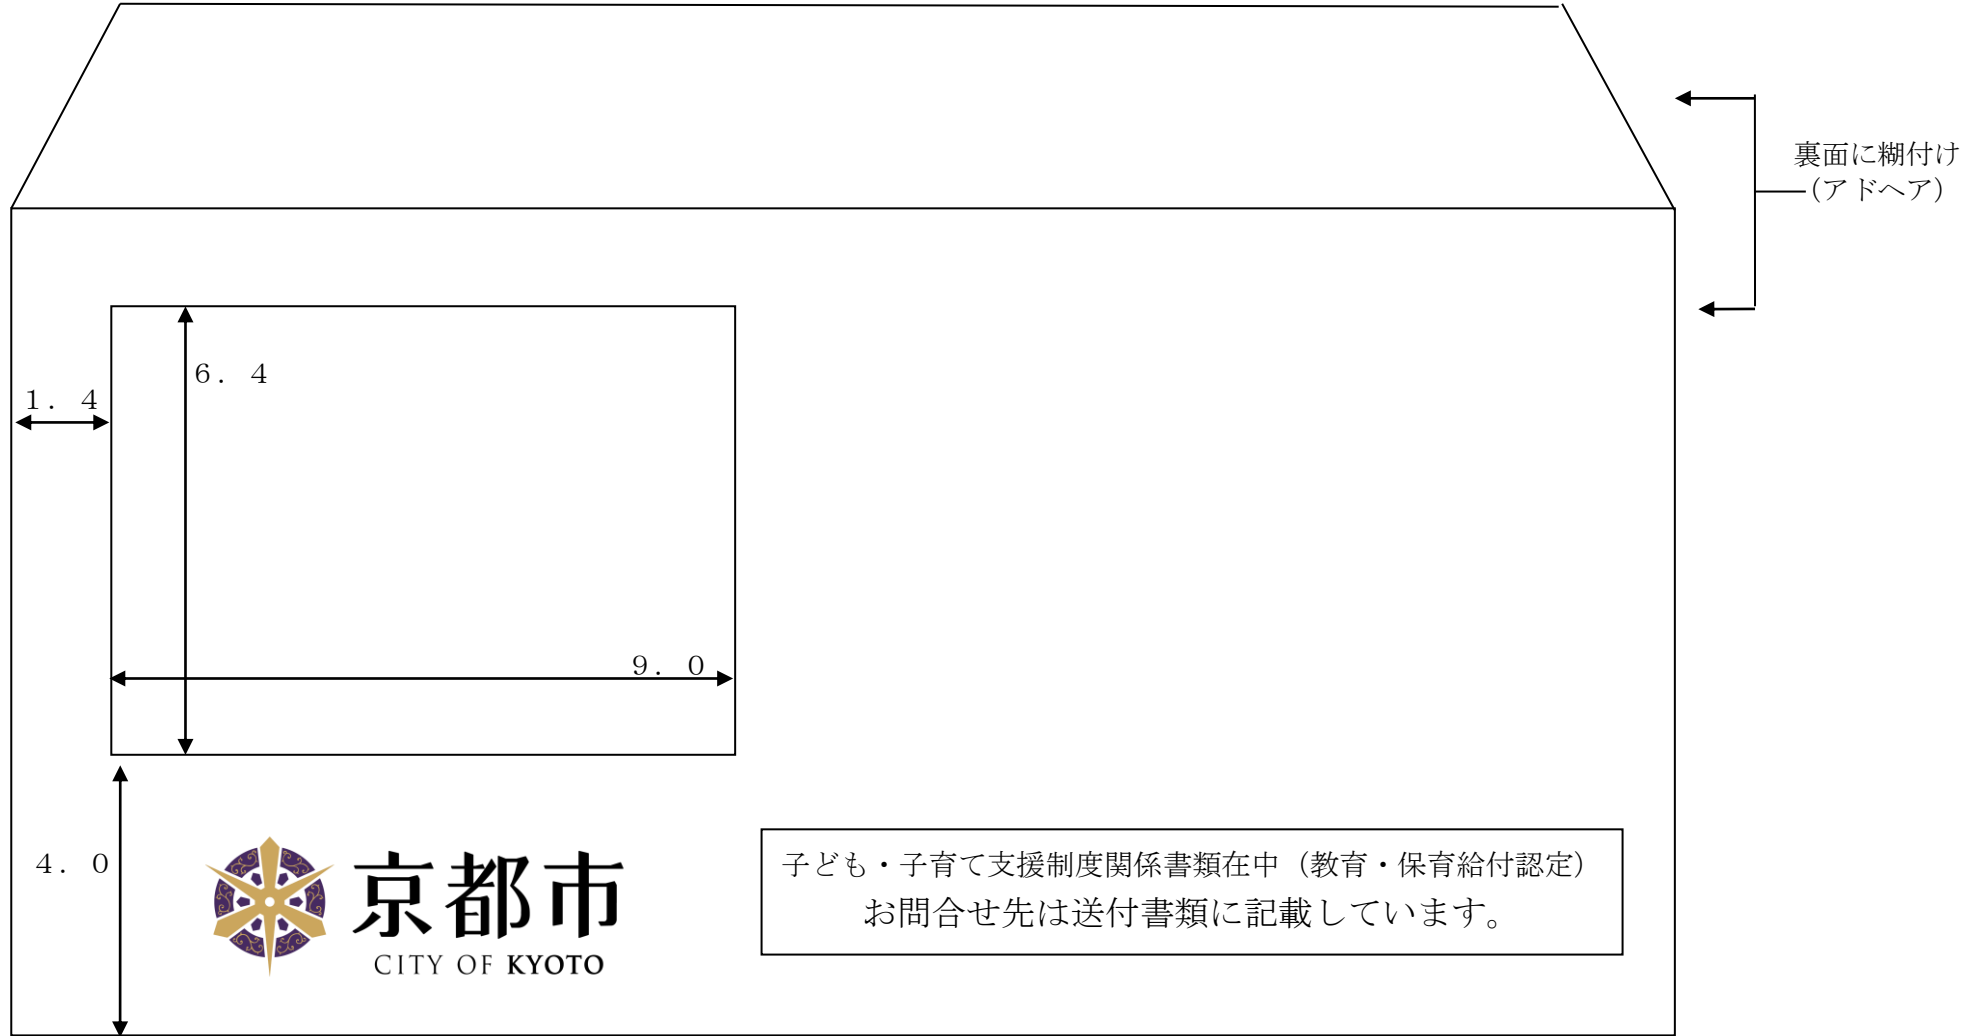 裏面に糊付け
（アドヘア）
6．4
1．4
9．0
4．0
京都市
CITY OF KYOTO
子ども・子育て支援制度関係書類在中（教育・保育給付認定）
お問合せ先は送付書類に記載しています。